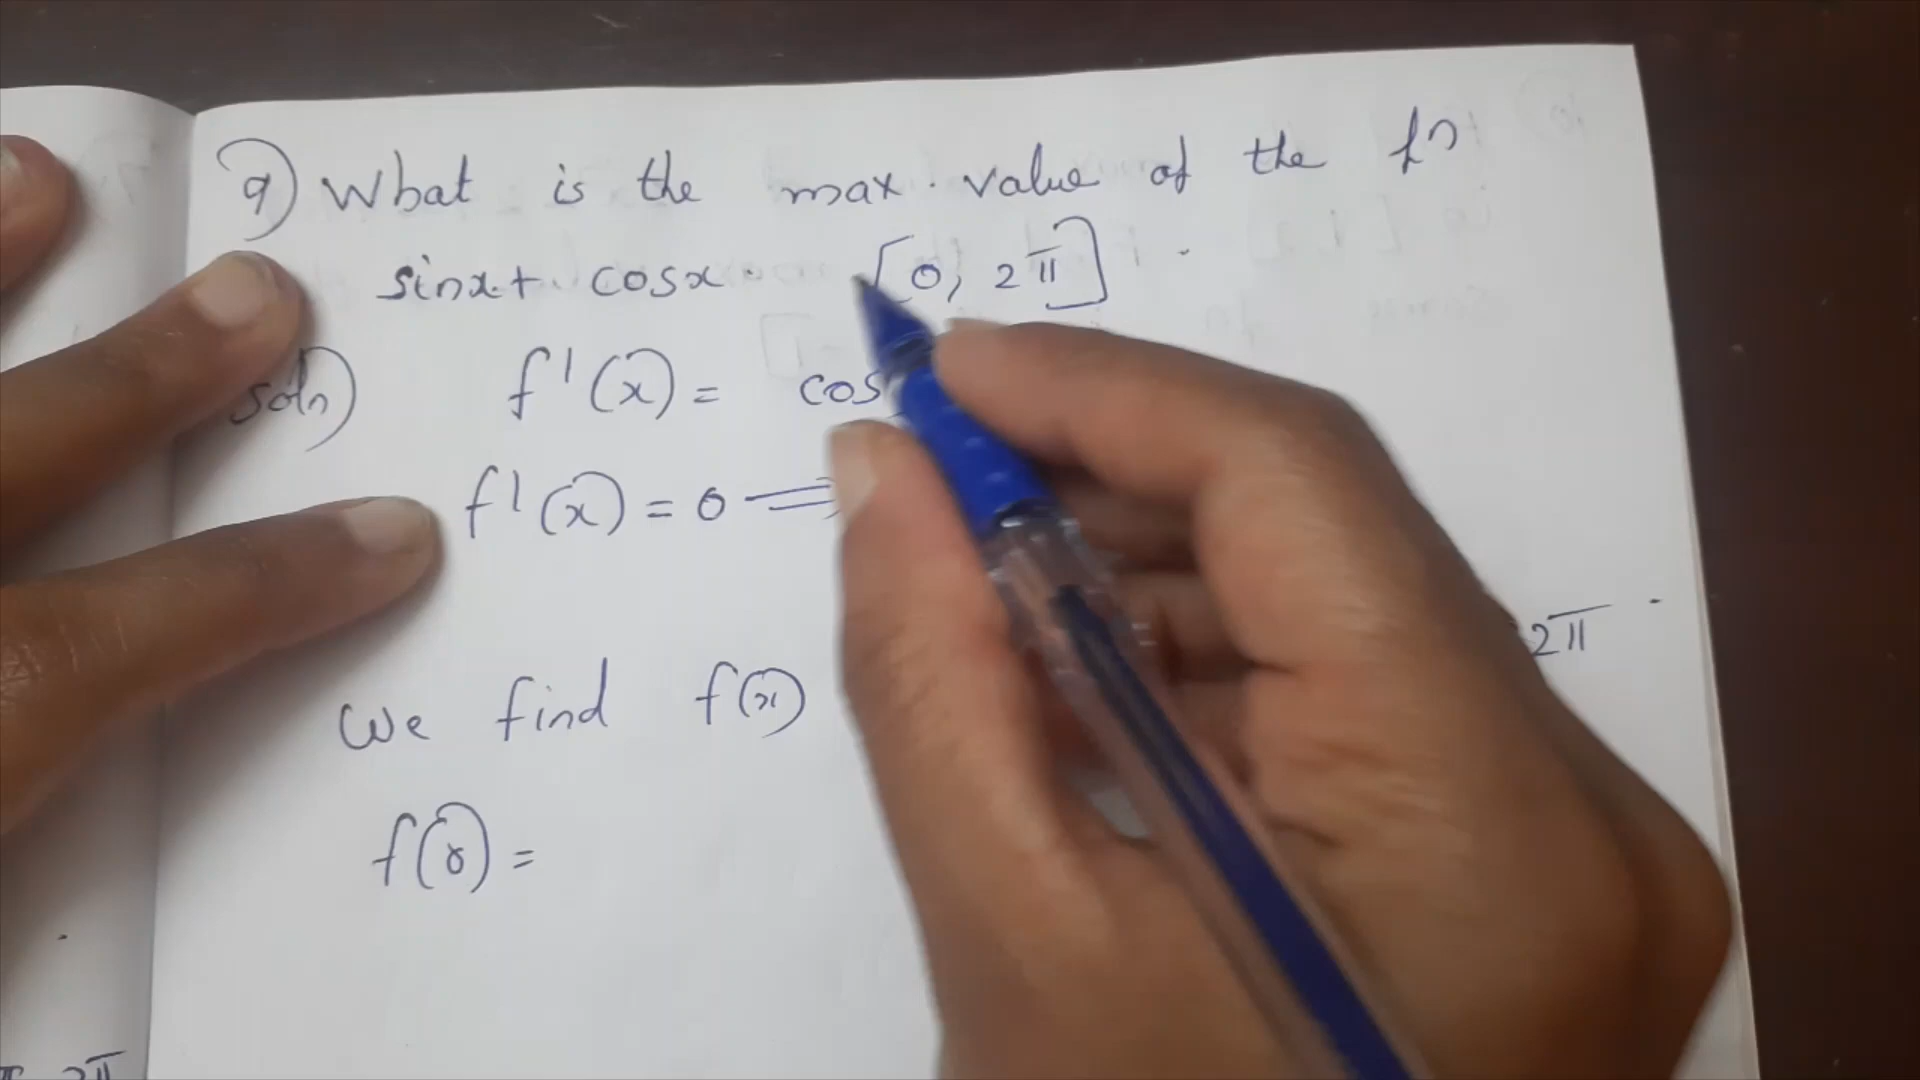 9) What is the max. value of the fn
sinx + cosx. [0, 2π].
soln) f'(x) = cos
f'(x) = 0 ⟹
2π.
We find f(x)
f(0) =
2π